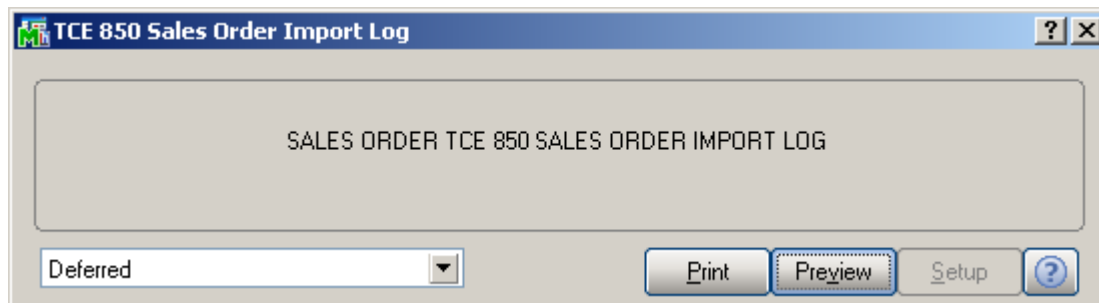 TCE 850 Sales Order Import Log
SALES ORDER TCE 850 SALES ORDER IMPORT LOG
Deferred Print Preview Setup